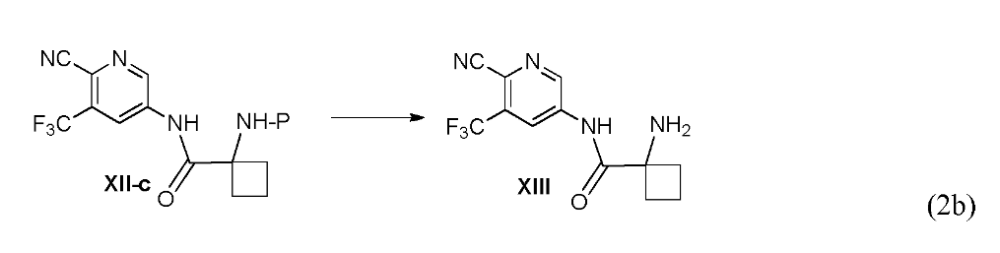 NC N NC N
F₃C NH NH-P F₃C NH NH₂
XII-c O XIII O
(2b)